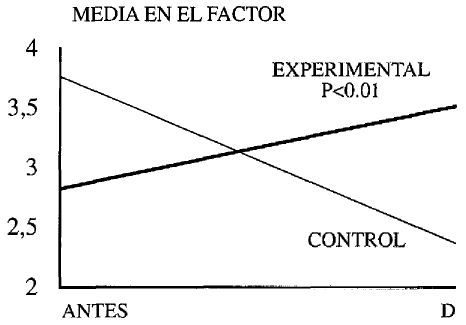 MEDIA EN EL FACTOR
4
EXPERIMENTAL
P<0.01
3,5
3
2,5
CONTROL
2
ANTES
D